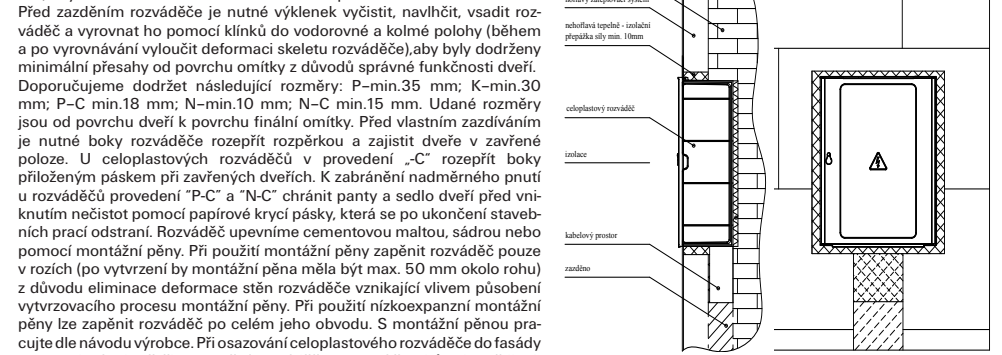 Před zazděním rozváděče je nutné výklenek vyčistit, navlhčit, vsadit roz-
váděč a vyrovnat ho pomocí klínků do vodorovné a kolmé polohy (během
a po vyrovnávání vyloučit deformaci skeletu rozváděče),aby byly dodrženy
minimální přesahy od povrchu omítky z důvodů správné funkčnosti dveří.
Doporučujeme dodržet následující rozměry: P–min.35 mm; K–min.30
mm; P–C min.18 mm; N–min.10 mm; N–C min.15 mm. Udané rozměry
jsou od povrchu dveří k povrchu finální omítky. Před vlastním zazdíváním
je nutné boky rozváděče rozepřít rozpěrkou a zajistit dveře v zavřené
poloze. U celoplastových rozváděčů v provedení „-C" rozepřít boky
přiloženým páskem při zavřených dveřích. K zabránění nadměrného pnutí
u rozváděčů provedení "P-C" a "N-C" chránit panty a sedlo dveří před vni-
knutím nečistot pomocí papírové krycí pásky, která se po ukončení staveb-
ních prací odstraní. Rozváděč upevníme cementovou maltou, sádrou nebo
pomocí montážní pěny. Při použití montážní pěny zapěnit rozváděč pouze
v rozích (po vytvrzení by montážní pěna měla být max. 50 mm okolo rohu)
z důvodu eliminace deformace stěn rozváděče vznikající vlivem působení
vytvrzovacího procesu montážní pěny. Při použití nízkoexpanzní montážní
pěny lze zapěnit rozváděč po celém jeho obvodu. S montážní pěnou pra-
cujte dle návodu výrobce. Při osazování celoplastového rozváděče do fasády
nehořlavá tepelně - izolační
přepážka síly min. 10mm
celoplastový rozváděč
izolace
kabelový prostor
zazděno